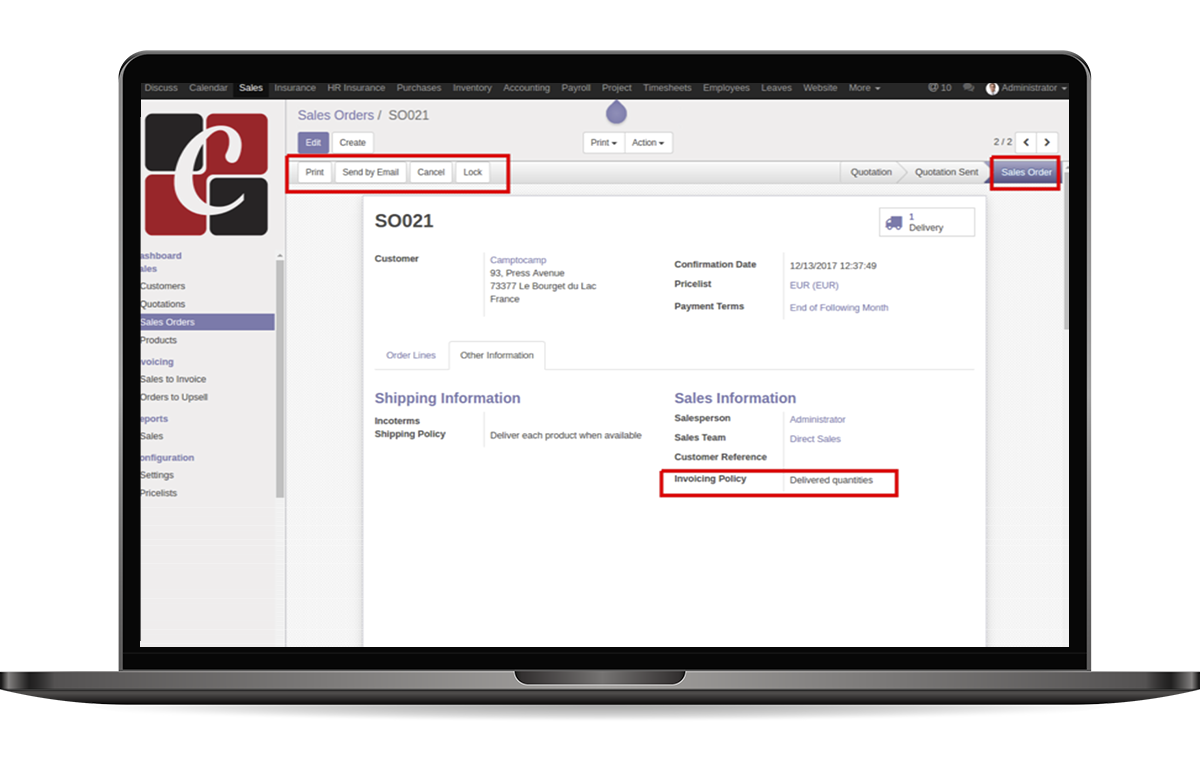 Discuss Calendar Sales Insurance HR Insurance Purchases Inventory Accounting Payroll Project Timesheets Employees Leaves Website More @ 10 Administrator
Sales Orders / SO021
Edit Create Print Action 2 / 2
Print Send by Email Cancel Lock Quotation Quotation Sent Sales Order
C
ashboard
ales
Customers
Quotations
Sales Orders
Products
voicing
Sales to Invoice
Orders to Upsell
eports
Sales
onfiguration
Settings
Pricelists
SO021
1
Delivery
Customer
Camptocamp
93, Press Avenue
73377 Le Bourget du Lac
France
Confirmation Date 12/13/2017 12:37:49
Pricelist EUR (EUR)
Payment Terms End of Following Month
Order Lines Other Information
Shipping Information
Incoterms
Shipping Policy Deliver each product when available
Sales Information
Salesperson Administrator
Sales Team Direct Sales
Customer Reference
Invoicing Policy Delivered quantities